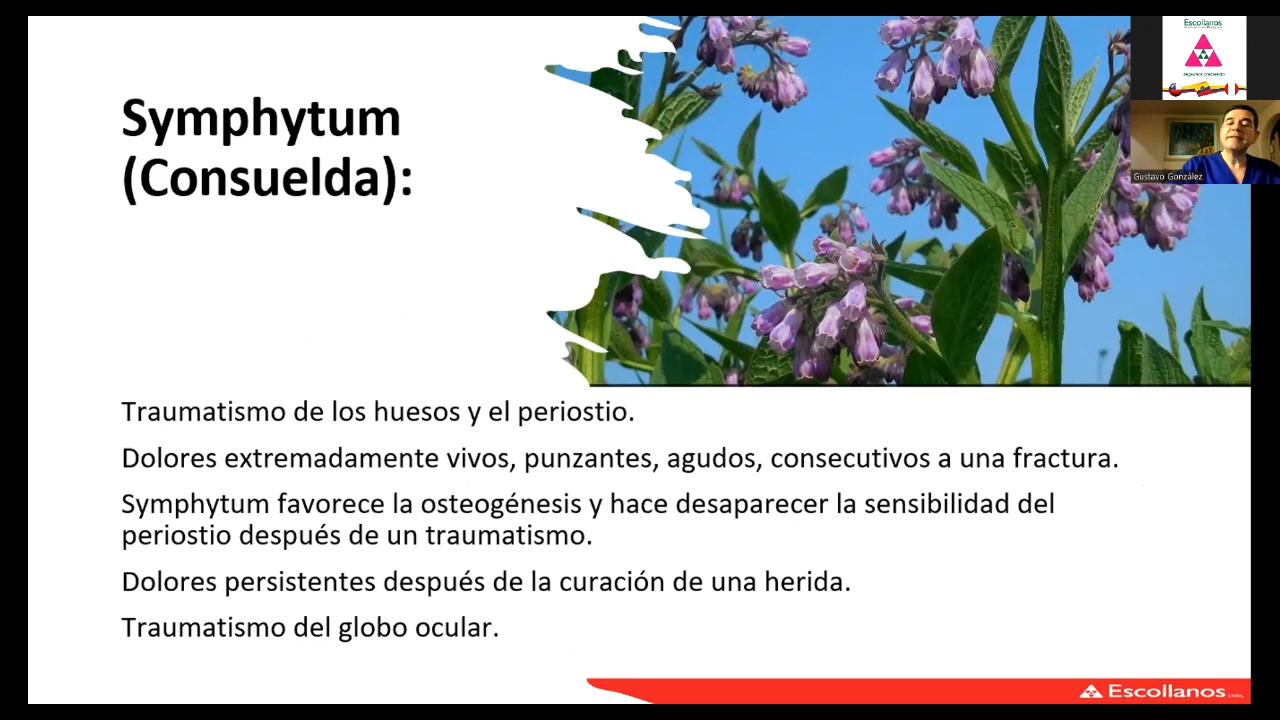 Symphytum
(Consuelda):
Escollanos
seguimos creciendo
Gustavo González
Traumatismo de los huesos y el periostio.
Dolores extremadamente vivos, punzantes, agudos, consecutivos a una fractura.
Symphytum favorece la osteogénesis y hace desaparecer la sensibilidad del
periostio después de un traumatismo.
Dolores persistentes después de la curación de una herida.
Traumatismo del globo ocular.
Escollanos